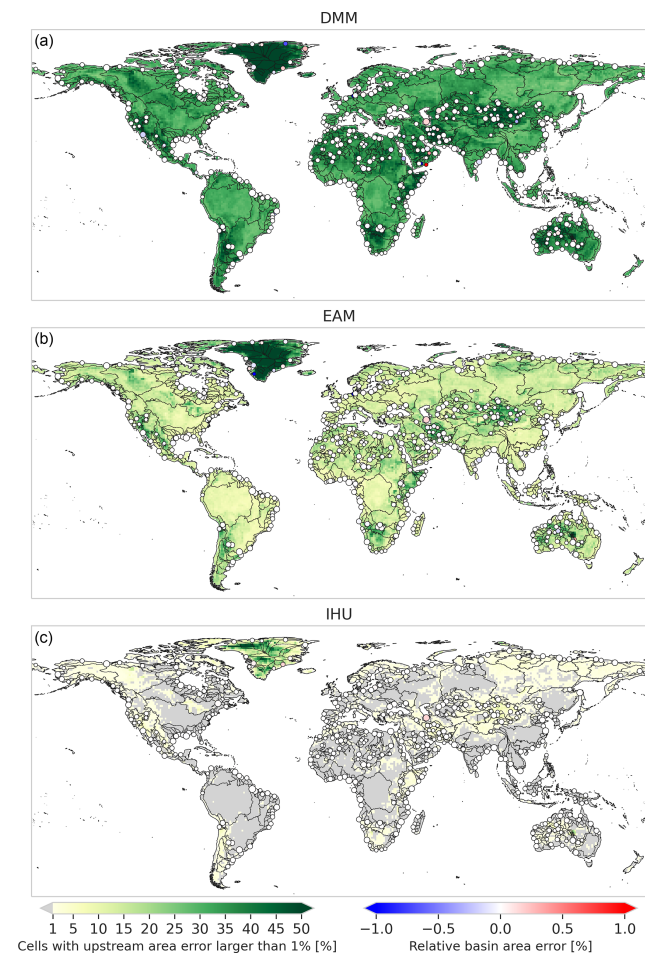 DMM
(a)
EAM
(b)
IHU
(c)
1 5 10 15 20 25 30 35 40 45 50
Cells with upstream area error larger than 1% [%]
−1.0 −0.5 0.0 0.5 1.0
Relative basin area error [%]